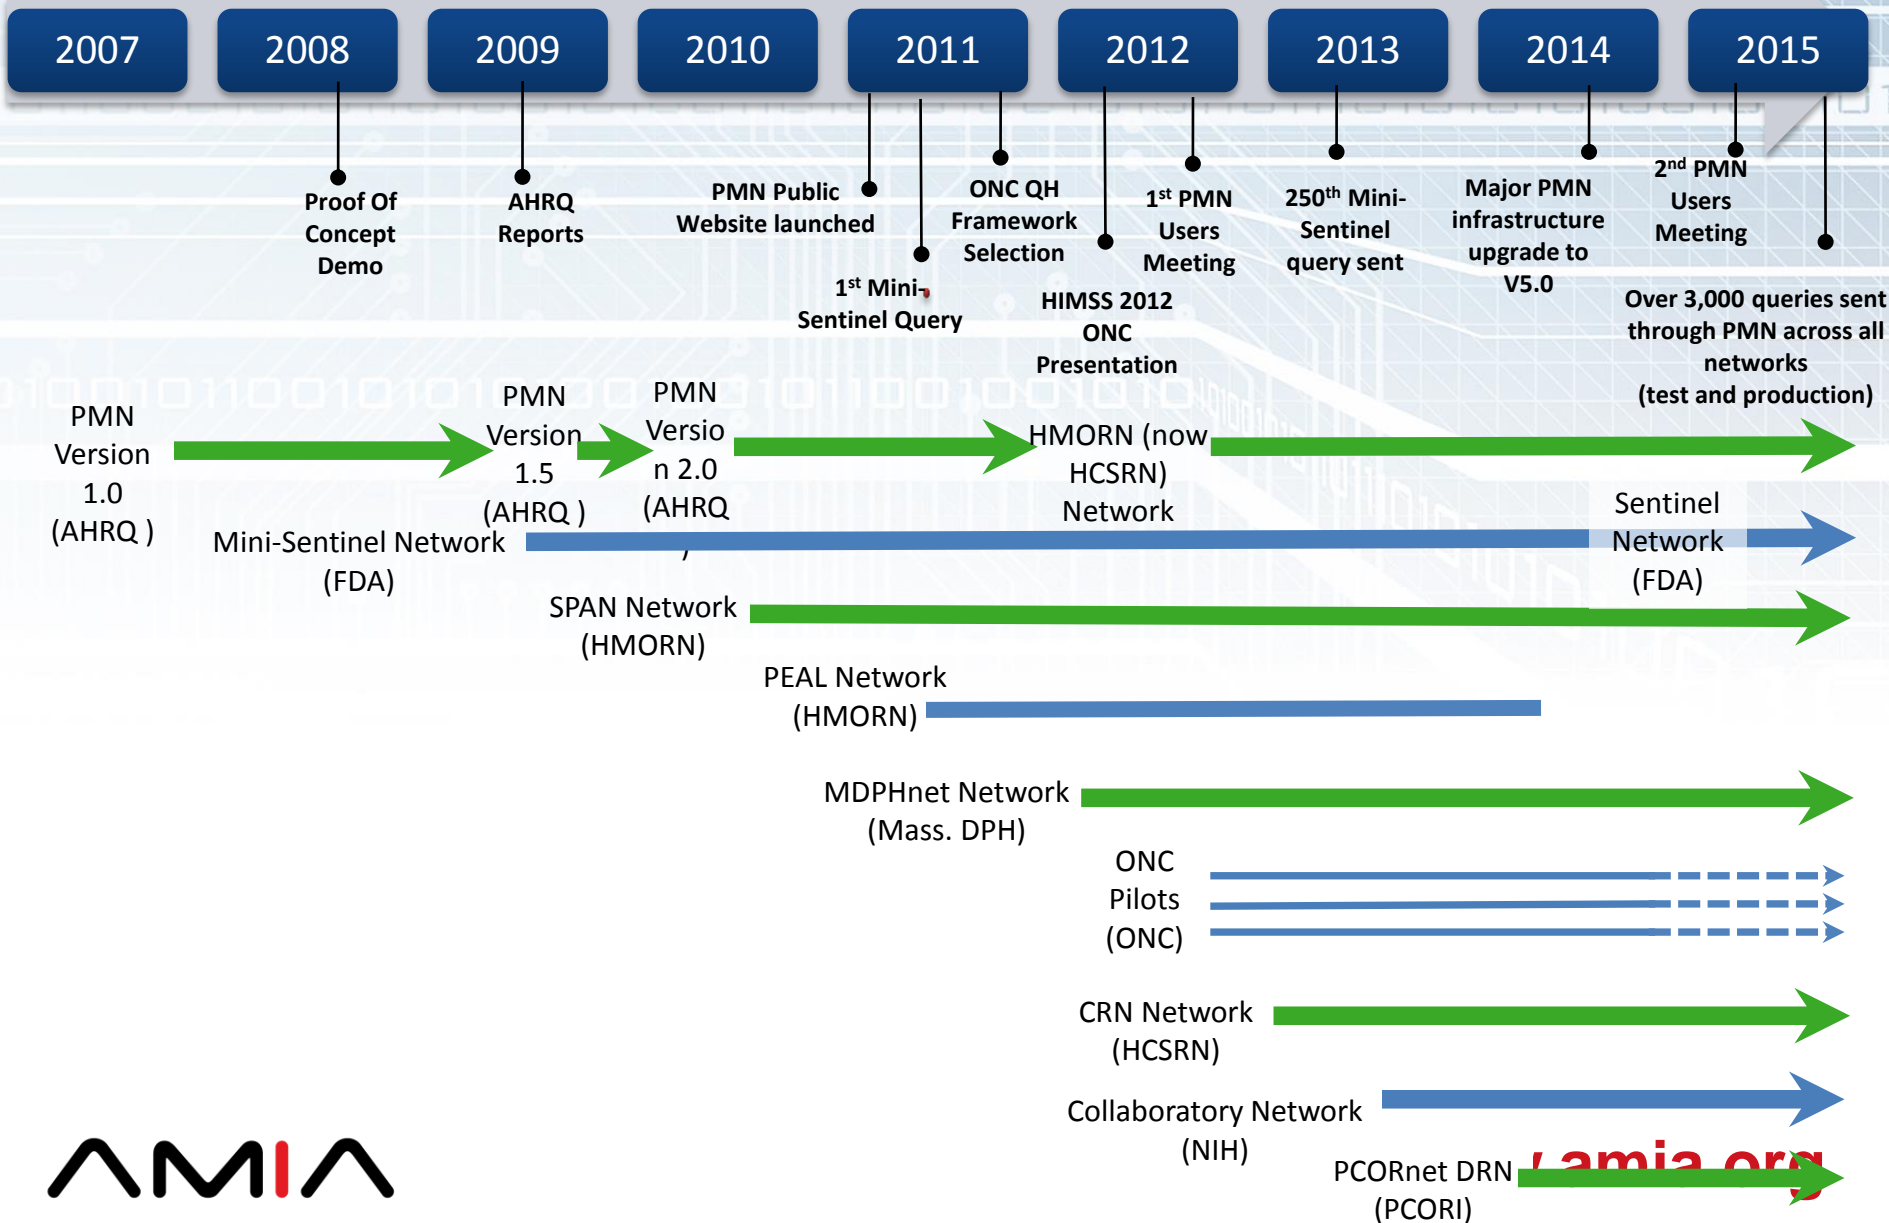 2007
2008
2009
2010
2011
2012
2013
2014
2015
Proof Of
Concept
Demo
AHRQ
Reports
PMN Public
Website launched
1st Mini-
Sentinel Query
ONC QH
Framework
Selection
HIMSS 2012
ONC
Presentation
1st PMN
Users
Meeting
250th Mini-
Sentinel
query sent
Major PMN
infrastructure
upgrade to
V5.0
2nd PMN
Users
Meeting
Over 3,000 queries sent
through PMN across all
networks
(test and production)
PMN
Version
1.0
(AHRQ )
PMN
Version
1.5
(AHRQ )
PMN
Versio
n 2.0
(AHRQ
)
HMORN (now
HCSRN)
Network
Mini-Sentinel Network
(FDA)
Sentinel
Network
(FDA)
SPAN Network
(HMORN)
PEAL Network
(HMORN)
MDPHnet Network
(Mass. DPH)
ONC
Pilots
(ONC)
CRN Network
(HCSRN)
Collaboratory Network
(NIH)
PCORnet DRN
(PCORI)
AMIA
amia.org